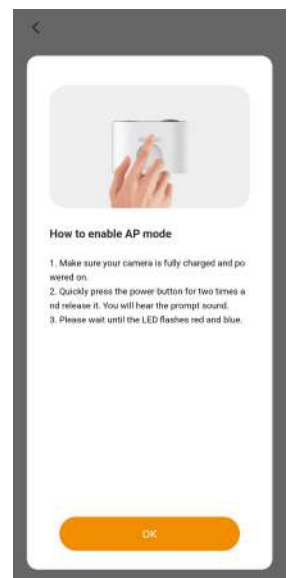 How to enable AP mode
1. Make sure your camera is fully charged and po
wered on.
2. Quickly press the power button for two times a
nd release it. You will hear the prompt sound.
3. Please wait until the LED flashes red and blue.
OK